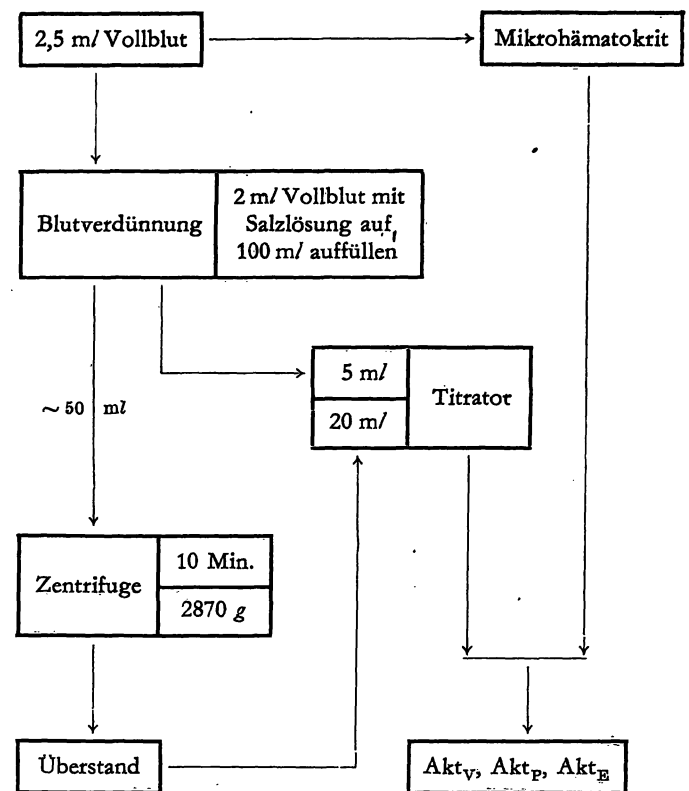 2,5 ml Vollblut
Mikrohämatokrit
Blutverdünnung
2 ml Vollblut mit
Salzlösung auf
100 ml auffüllen
5 ml
20 ml
Titrator
~ 50 ml
Zentrifuge
10 Min.
2870 g
Überstand
Akt_V, Akt_P, Akt_E